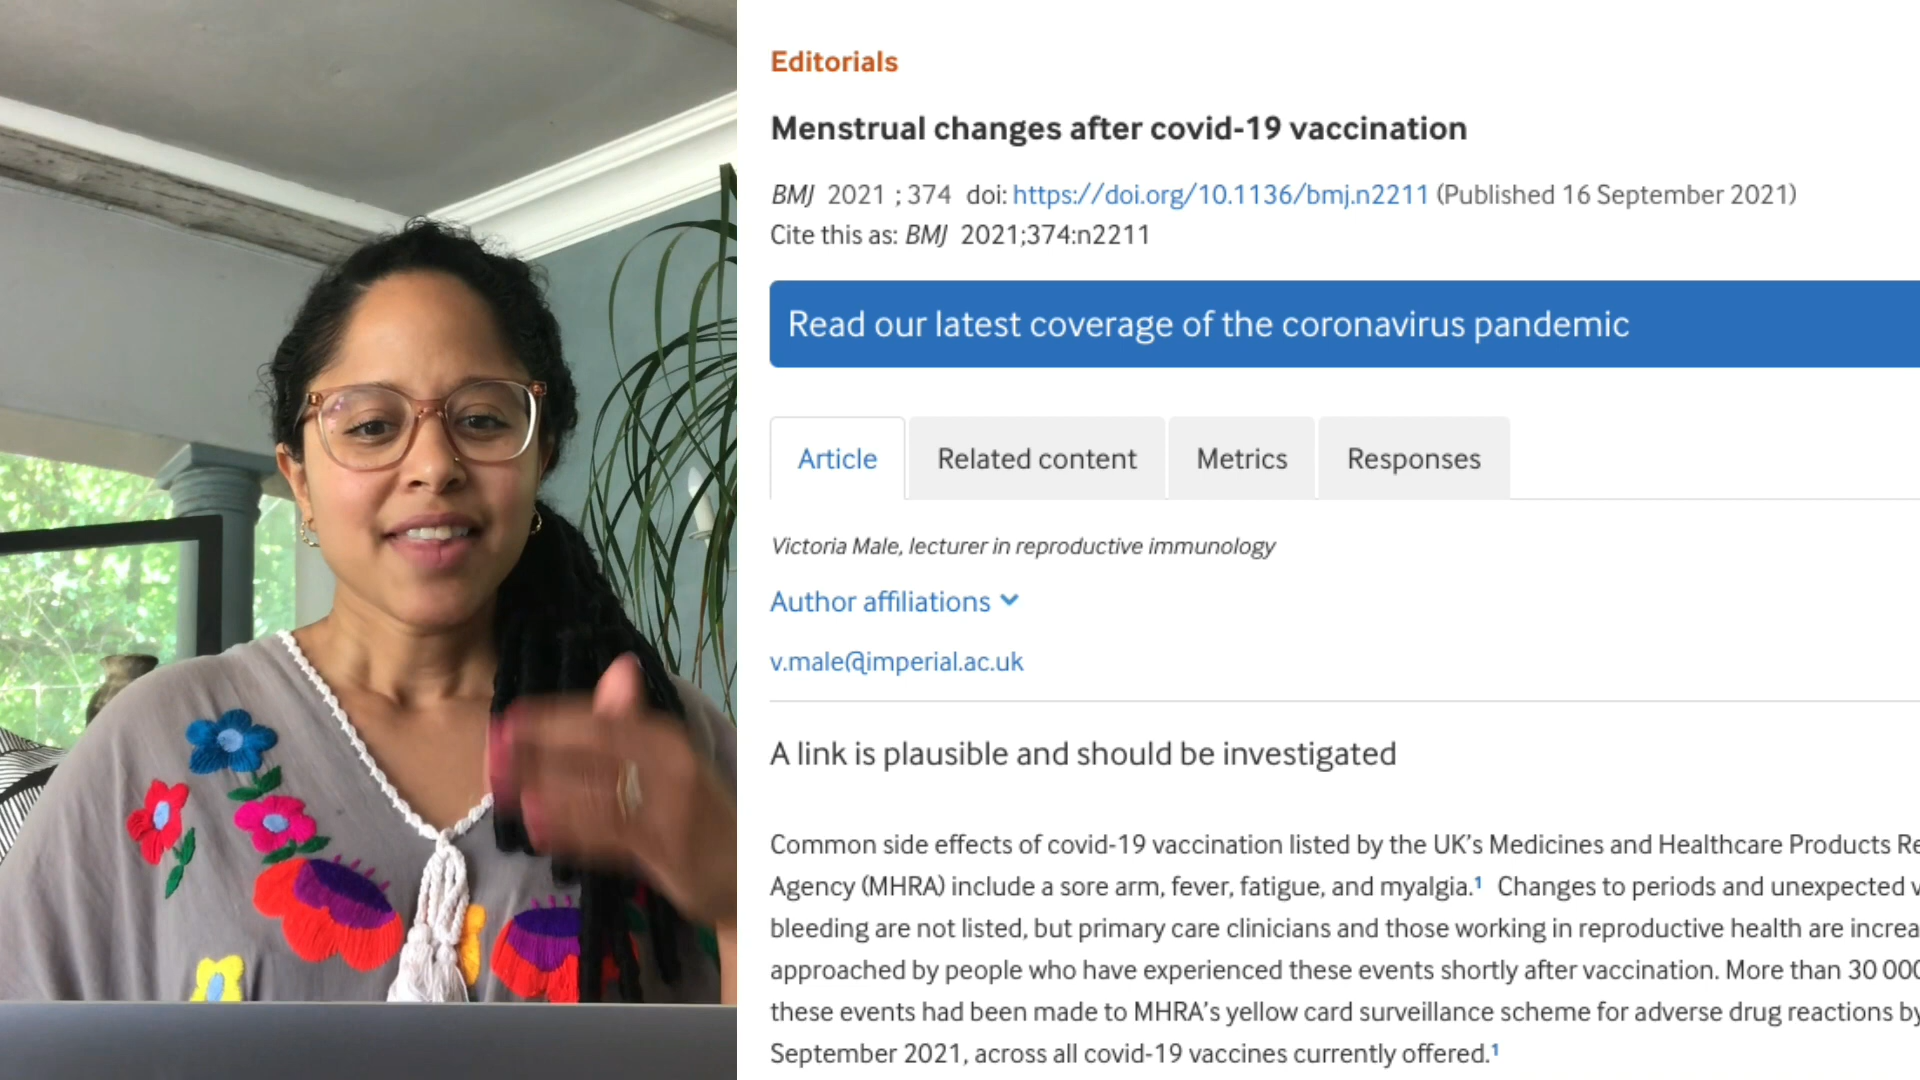 Editorials
Menstrual changes after covid-19 vaccination
BMJ 2021 ; 374 doi: https://doi.org/10.1136/bmj.n2211 (Published 16 September 2021)
Cite this as: BMJ 2021;374:n2211
Read our latest coverage of the coronavirus pandemic
Article Related content Metrics Responses
Victoria Male, lecturer in reproductive immunology
Author affiliations
v.male@imperial.ac.uk
A link is plausible and should be investigated
Common side effects of covid-19 vaccination listed by the UK's Medicines and Healthcare Products Re
Agency (MHRA) include a sore arm, fever, fatigue, and myalgia.1 Changes to periods and unexpected v
bleeding are not listed, but primary care clinicians and those working in reproductive health are increa
approached by people who have experienced these events shortly after vaccination. More than 30 000
these events had been made to MHRA's yellow card surveillance scheme for adverse drug reactions by
September 2021, across all covid-19 vaccines currently offered.1